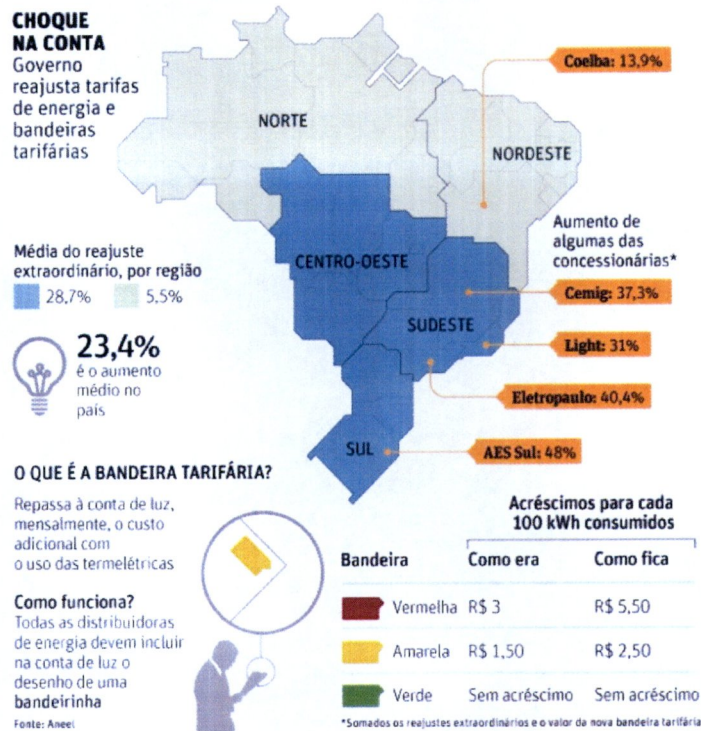 CHOQUE
NA CONTA
Governo
reajusta tarifas
de energia e
bandeiras
tarifárias
NORTE
NORDESTE
CENTRO-OESTE
SUDESTE
SUL
Coelba: 13,9%
Aumento de
algumas das
concessionárias*
Cemig: 37,3%
Light: 31%
Eletropaulo: 40,4%
AES Sul: 48%
Média do reajuste
extraordinário, por região
28,7% 5,5%
23,4%
é o aumento
médio no
país
O QUE É A BANDEIRA TARIFÁRIA?
Repassa à conta de luz,
mensalmente, o custo
adicional com
o uso das termelétricas
Como funciona?
Todas as distribuidoras
de energia devem incluir
na conta de luz o
desenho de uma
bandeirinha
Fonte: Aneel
Acréscimos para cada
100 kWh consumidos
Bandeira Como era Como fica
Vermelha R$ 3 R$ 5,50
Amarela R$ 1,50 R$ 2,50
Verde Sem acréscimo Sem acréscimo
*Somados os reajustes extraordinários e o valor da nova bandeira tarifária